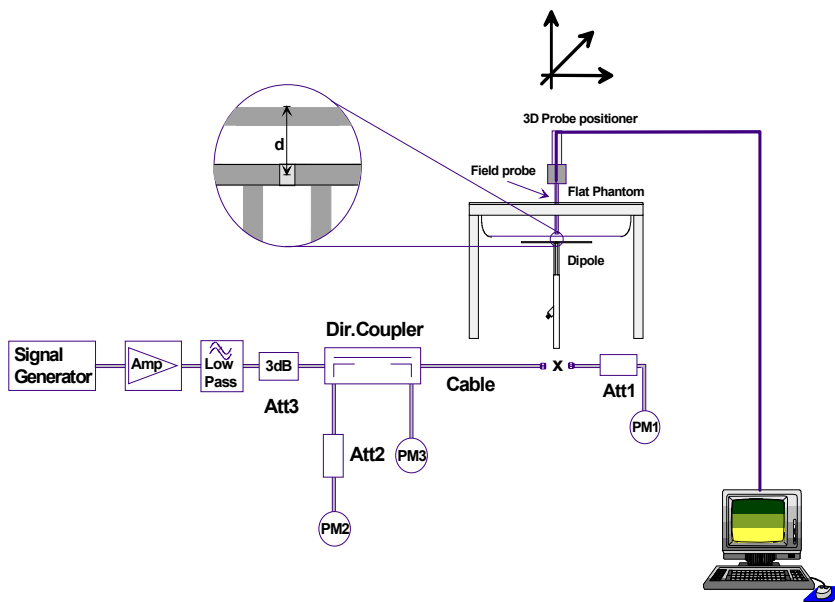 3D Probe positioner
d
Field probe
Flat Phantom
Dipole
Dir.Coupler
Signal
Generator
Amp
Low
Pass
3dB
Att3
Cable
x
Att1
PM1
Att2
PM3
PM2